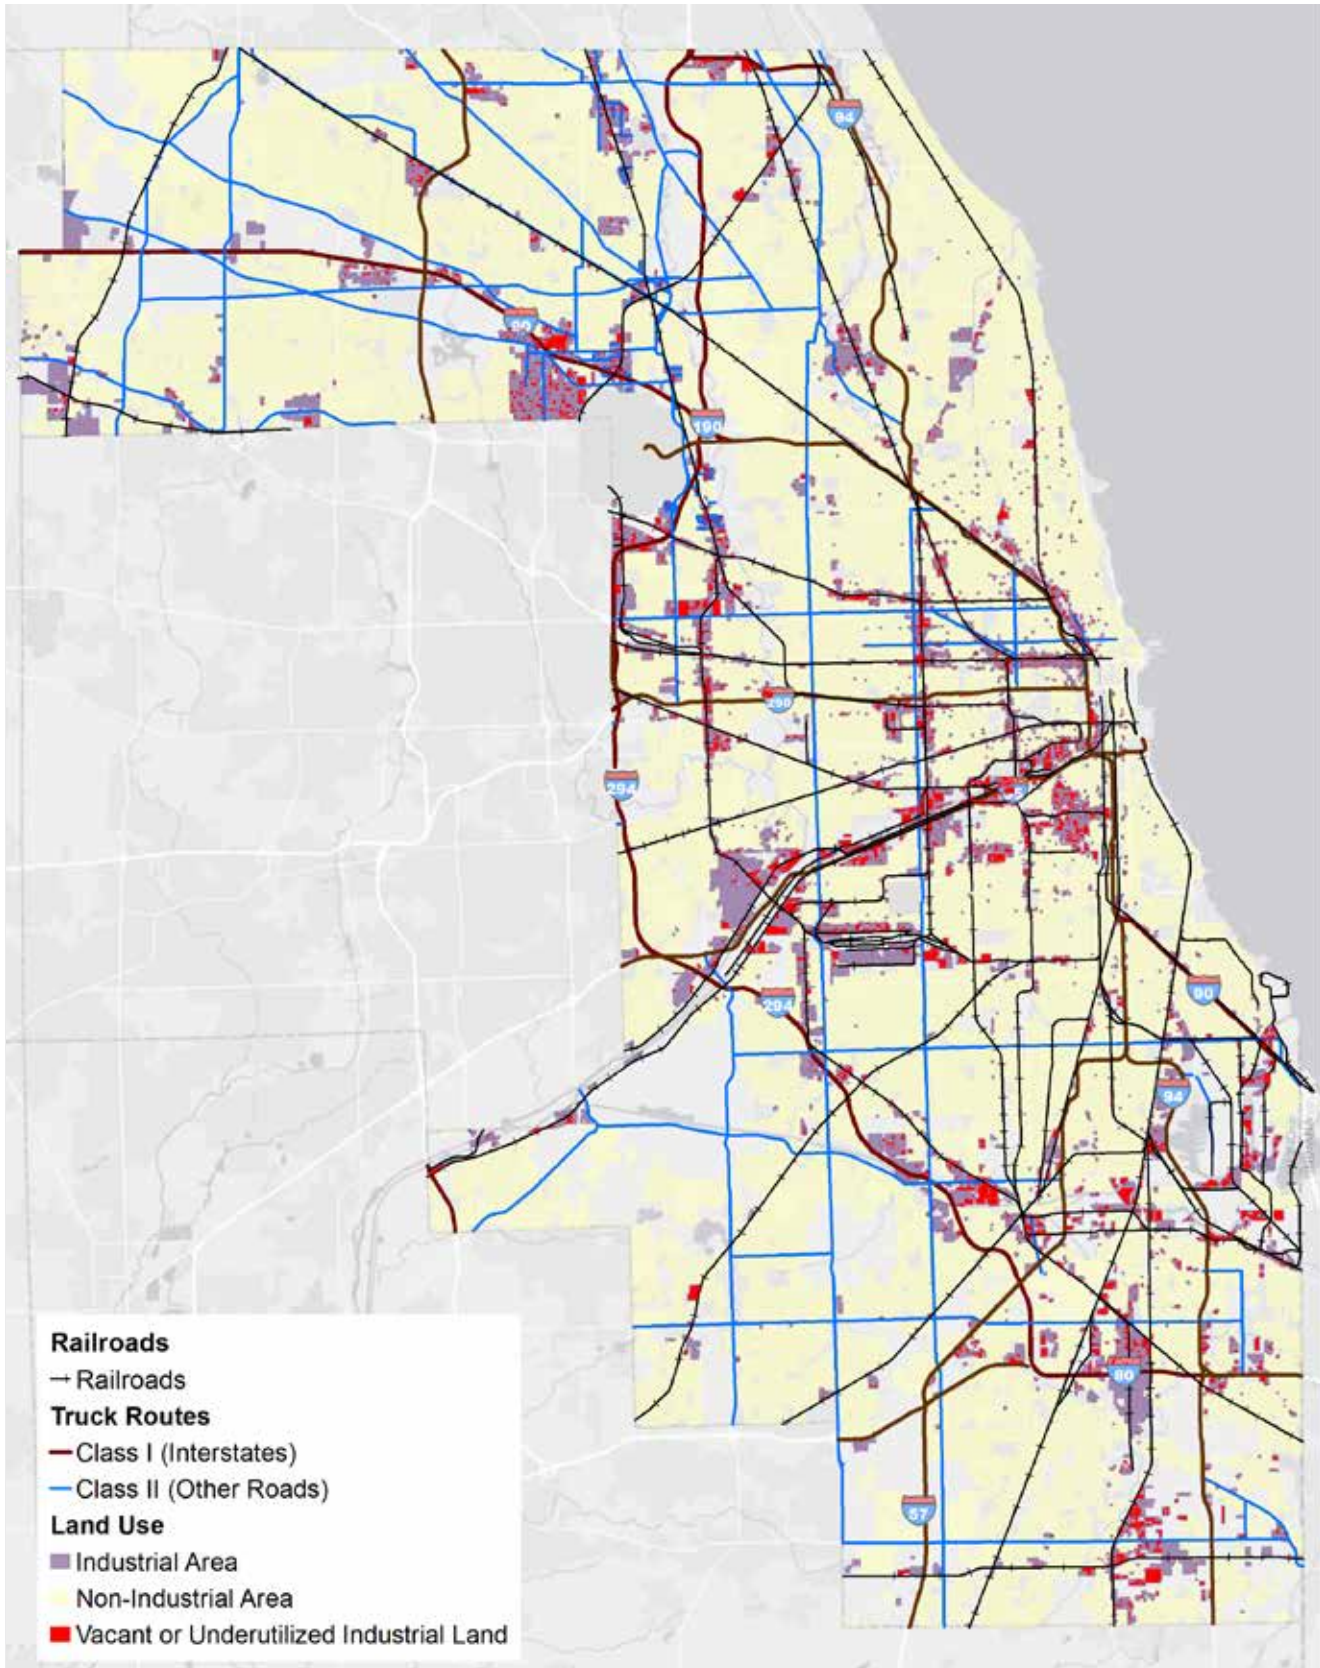 94
90
190
290
294
294
90
94
80
57
Railroads
Railroads
Truck Routes
Class I (Interstates)
Class II (Other Roads)
Land Use
Industrial Area
Non-Industrial Area
Vacant or Underutilized Industrial Land